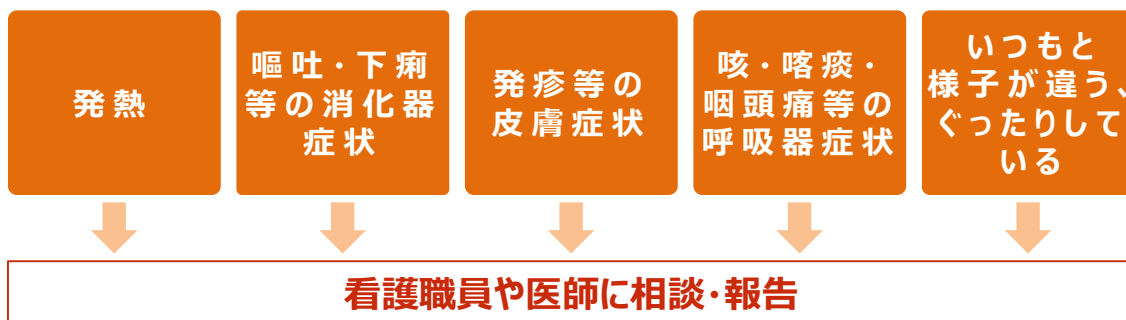 発熱
嘔吐・下痢
等の消化器
症状
発疹等の
皮膚症状
咳・喀痰・
咽頭痛等の
呼吸器症状
いつもと
様子が違う、
ぐったりして
いる
看護職員や医師に相談・報告